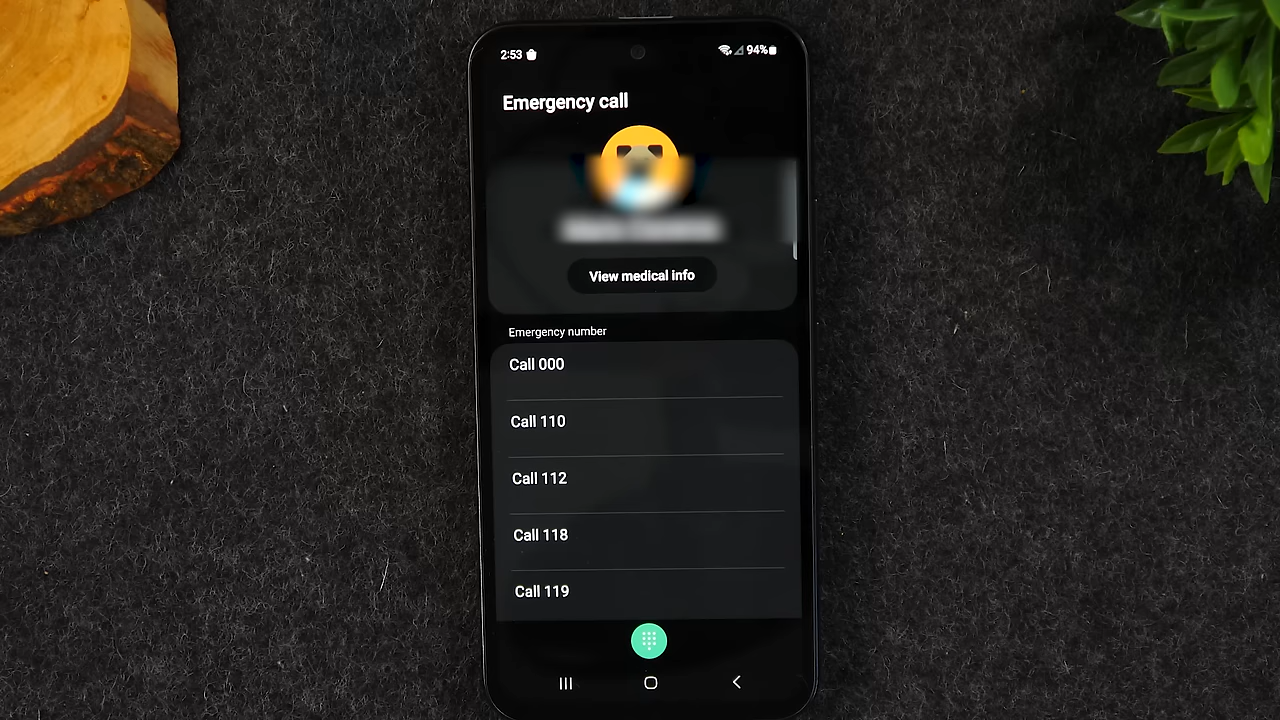 2:53
94%
Emergency call
View medical info
Emergency number
Call 000
Call 110
Call 112
Call 118
Call 119